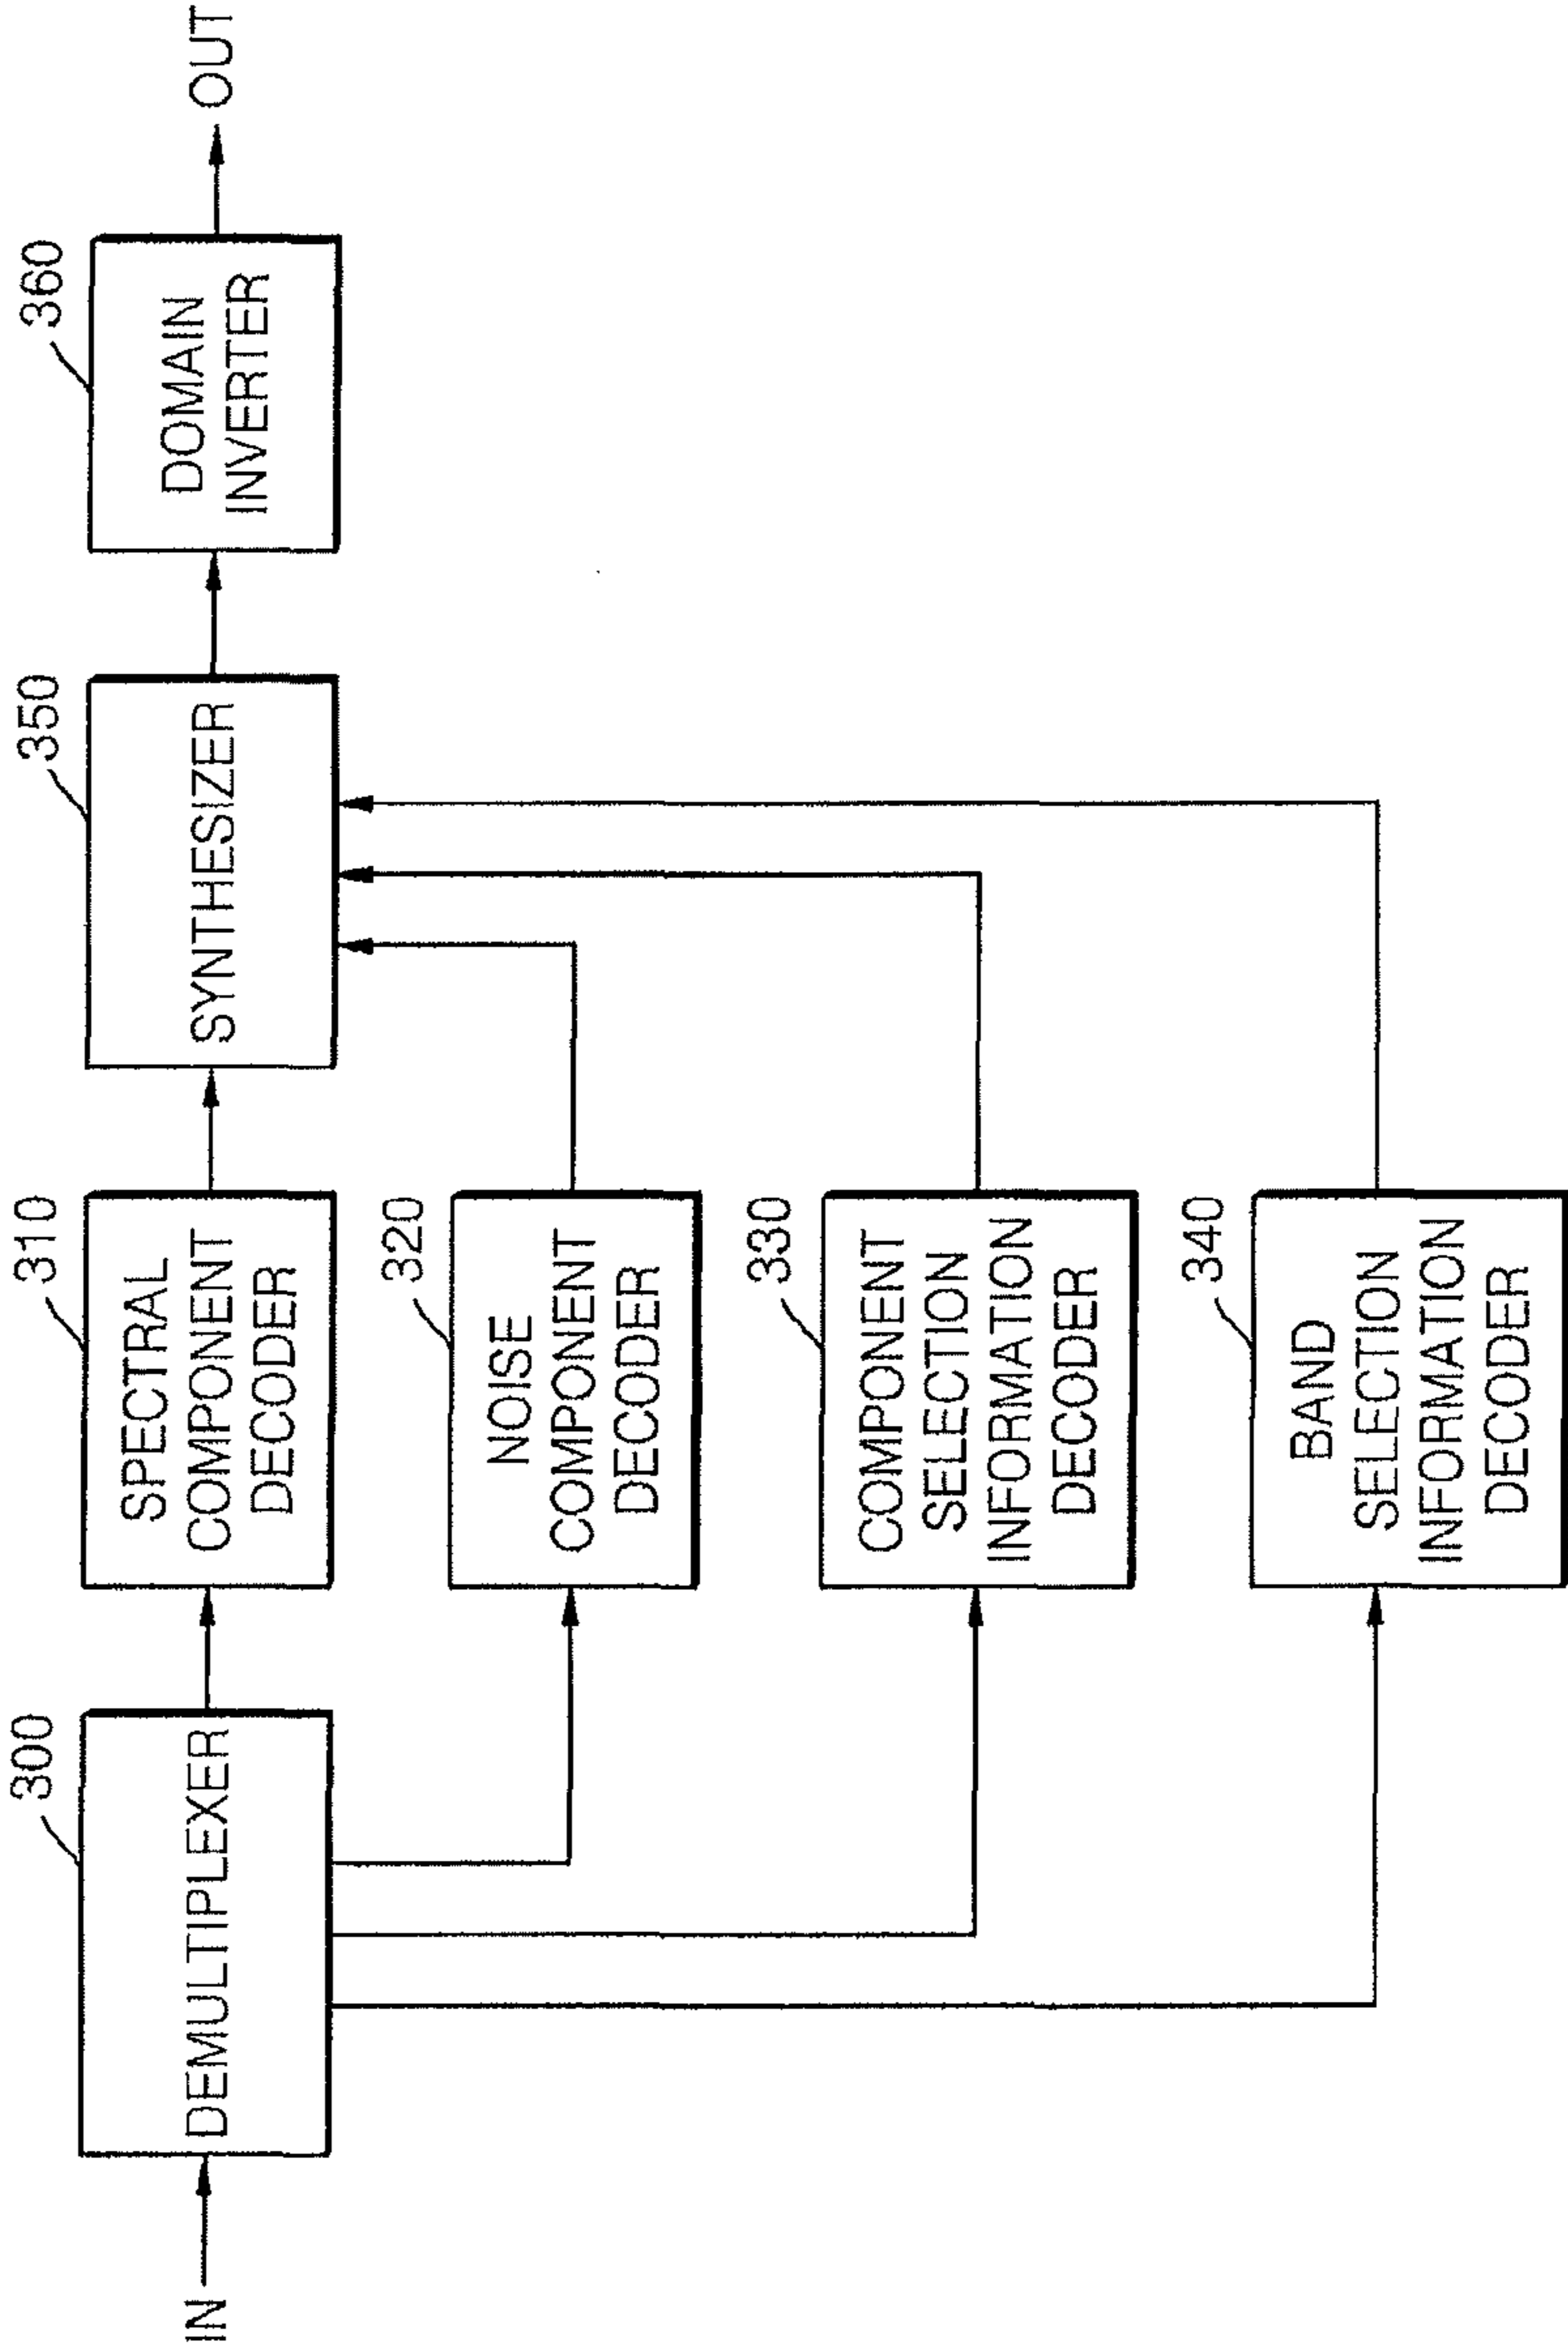 IN
300
DEMULTIPLEXER
310
SPECTRAL
COMPONENT
DECODER
320
NOISE
COMPONENT
DECODER
330
COMPONENT
SELECTION
INFORMATION
DECODER
340
BAND
SELECTION
INFORMATION
DECODER
350
SYNTHESIZER
360
DOMAIN
INVERTER
OUT